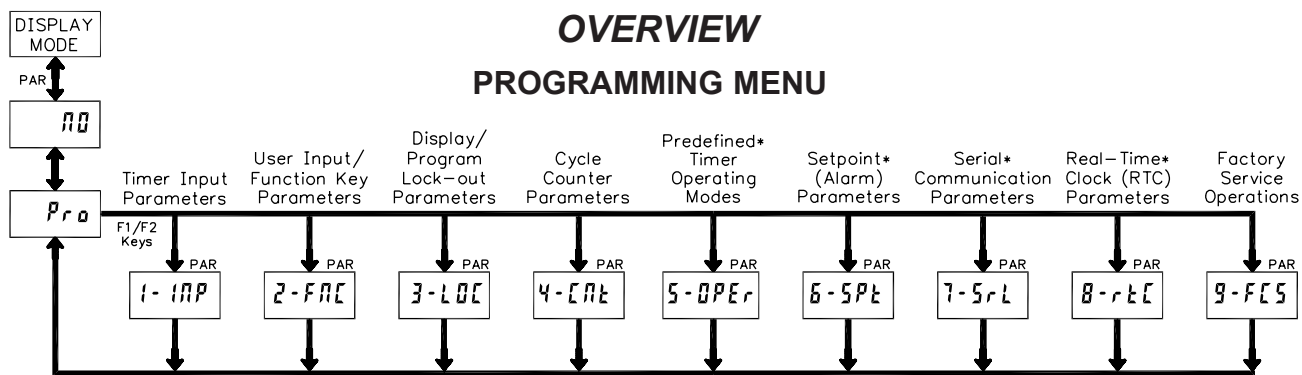 OVERVIEW
PROGRAMMING MENU
DISPLAY
MODE
PAR
NO
Pro
F1/F2
Keys
Timer Input
Parameters
User Input/
Function Key
Parameters
Display/
Program
Lock-out
Parameters
Cycle
Counter
Parameters
Predefined*
Timer
Operating
Modes
Setpoint*
(Alarm)
Parameters
Serial*
Communication
Parameters
Real-Time*
Clock (RTC)
Parameters
Factory
Service
Operations
PAR
PAR
PAR
PAR
PAR
PAR
PAR
PAR
PAR
1-INP
2-FNC
3-LOC
4-CNt
5-OPEr
6-SPt
7-SrL
8-rtC
9-FCS